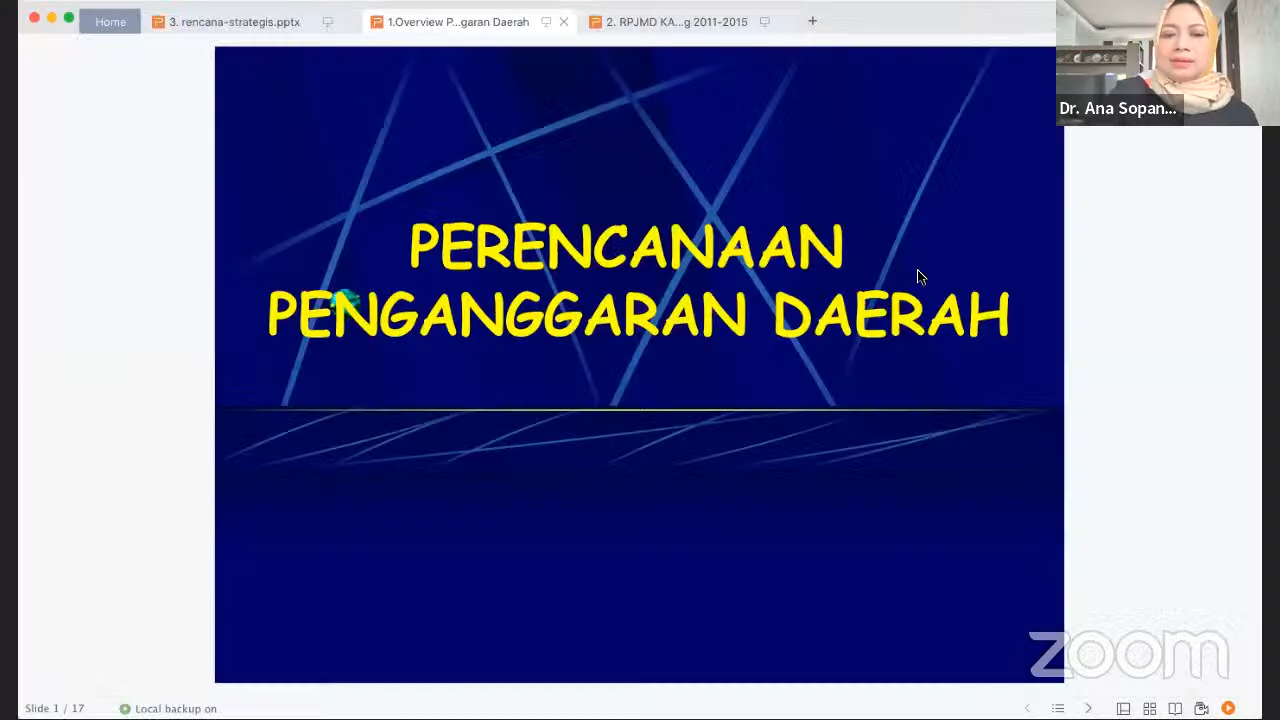 Home
3. rencana-strategis.pptx
1.Overview P...garan Daerah
2. RPJMD KA...g 2011-2015
Dr. Ana Sopan...
PERENCANAAN
PENGANGGARAN DAERAH
zoom
Slide 1 / 17
Local backup on